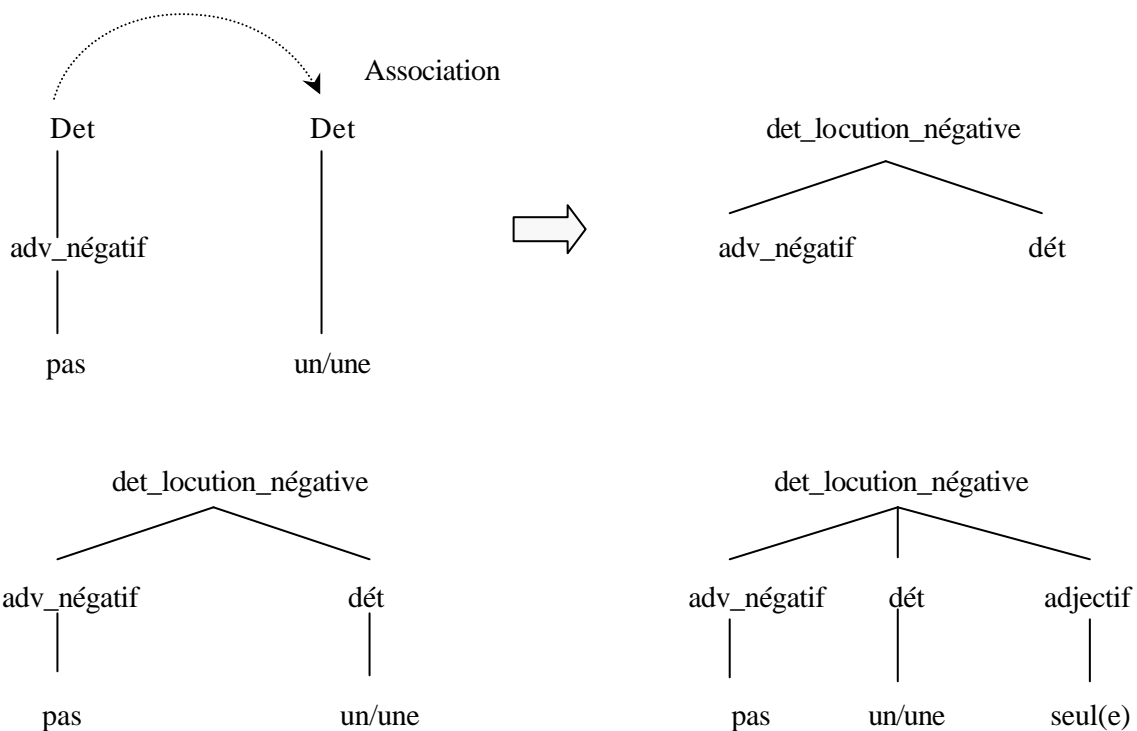 Association
Det Det det_locution_négative
adv_négatif adv_négatif dét
pas un/une
det_locution_négative det_locution_négative
adv_négatif dét adv_négatif dét adjectif
pas un/une pas un/une seul(e)